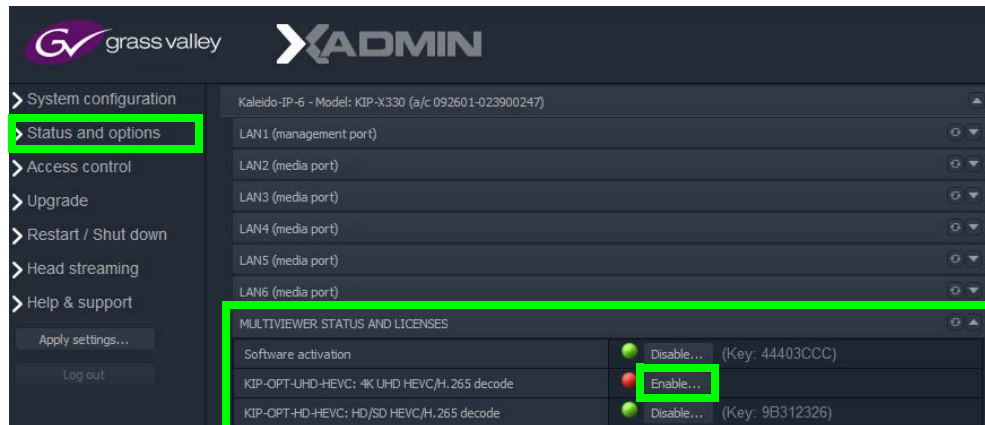 grass valley
XADMIN
System configuration
Status and options
Access control
Upgrade
Restart / Shut down
Head streaming
Help & support
Apply settings...
Log out
Kaleido-IP-6 - Model: KIP-X330 (a/c 092601-023900247)
LAN1 (management port)
LAN2 (media port)
LAN3 (media port)
LAN4 (media port)
LAN5 (media port)
LAN6 (media port)
MULTIVIEWER STATUS AND LICENSES
Software activation Disable... (Key: 44403CCC)
KIP-OPT-UHD-HEVC: 4K UHD HEVC/H.265 decode Enable...
KIP-OPT-HD-HEVC: HD/SD HEVC/H.265 decode Disable... (Key: 9B312326)